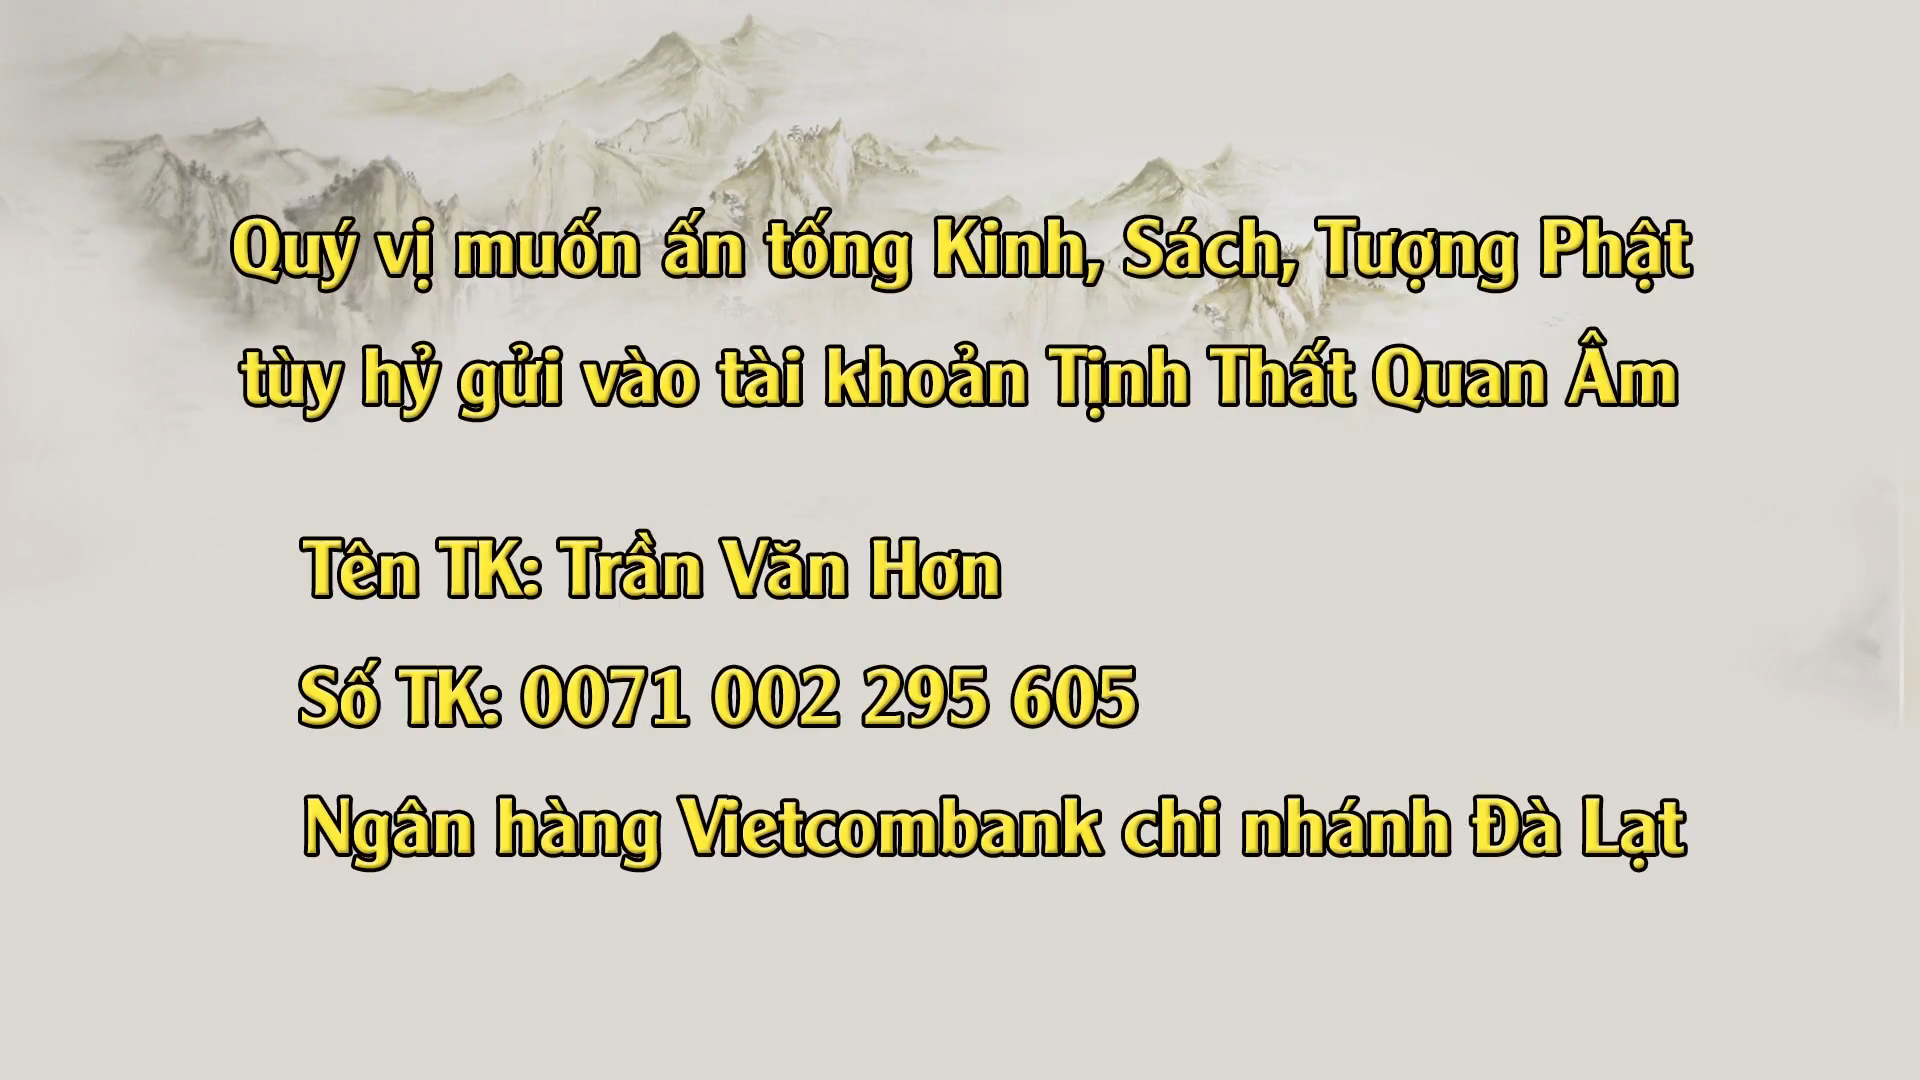 Quý vị muốn ấn tống Kinh, Sách, Tượng Phật
tùy hỷ gửi vào tài khoản Tịnh Thất Quan Âm
Tên TK: Trần Văn Hơn
Số TK: 0071 002 295 605
Ngân hàng Vietcombank chi nhánh Đà Lạt